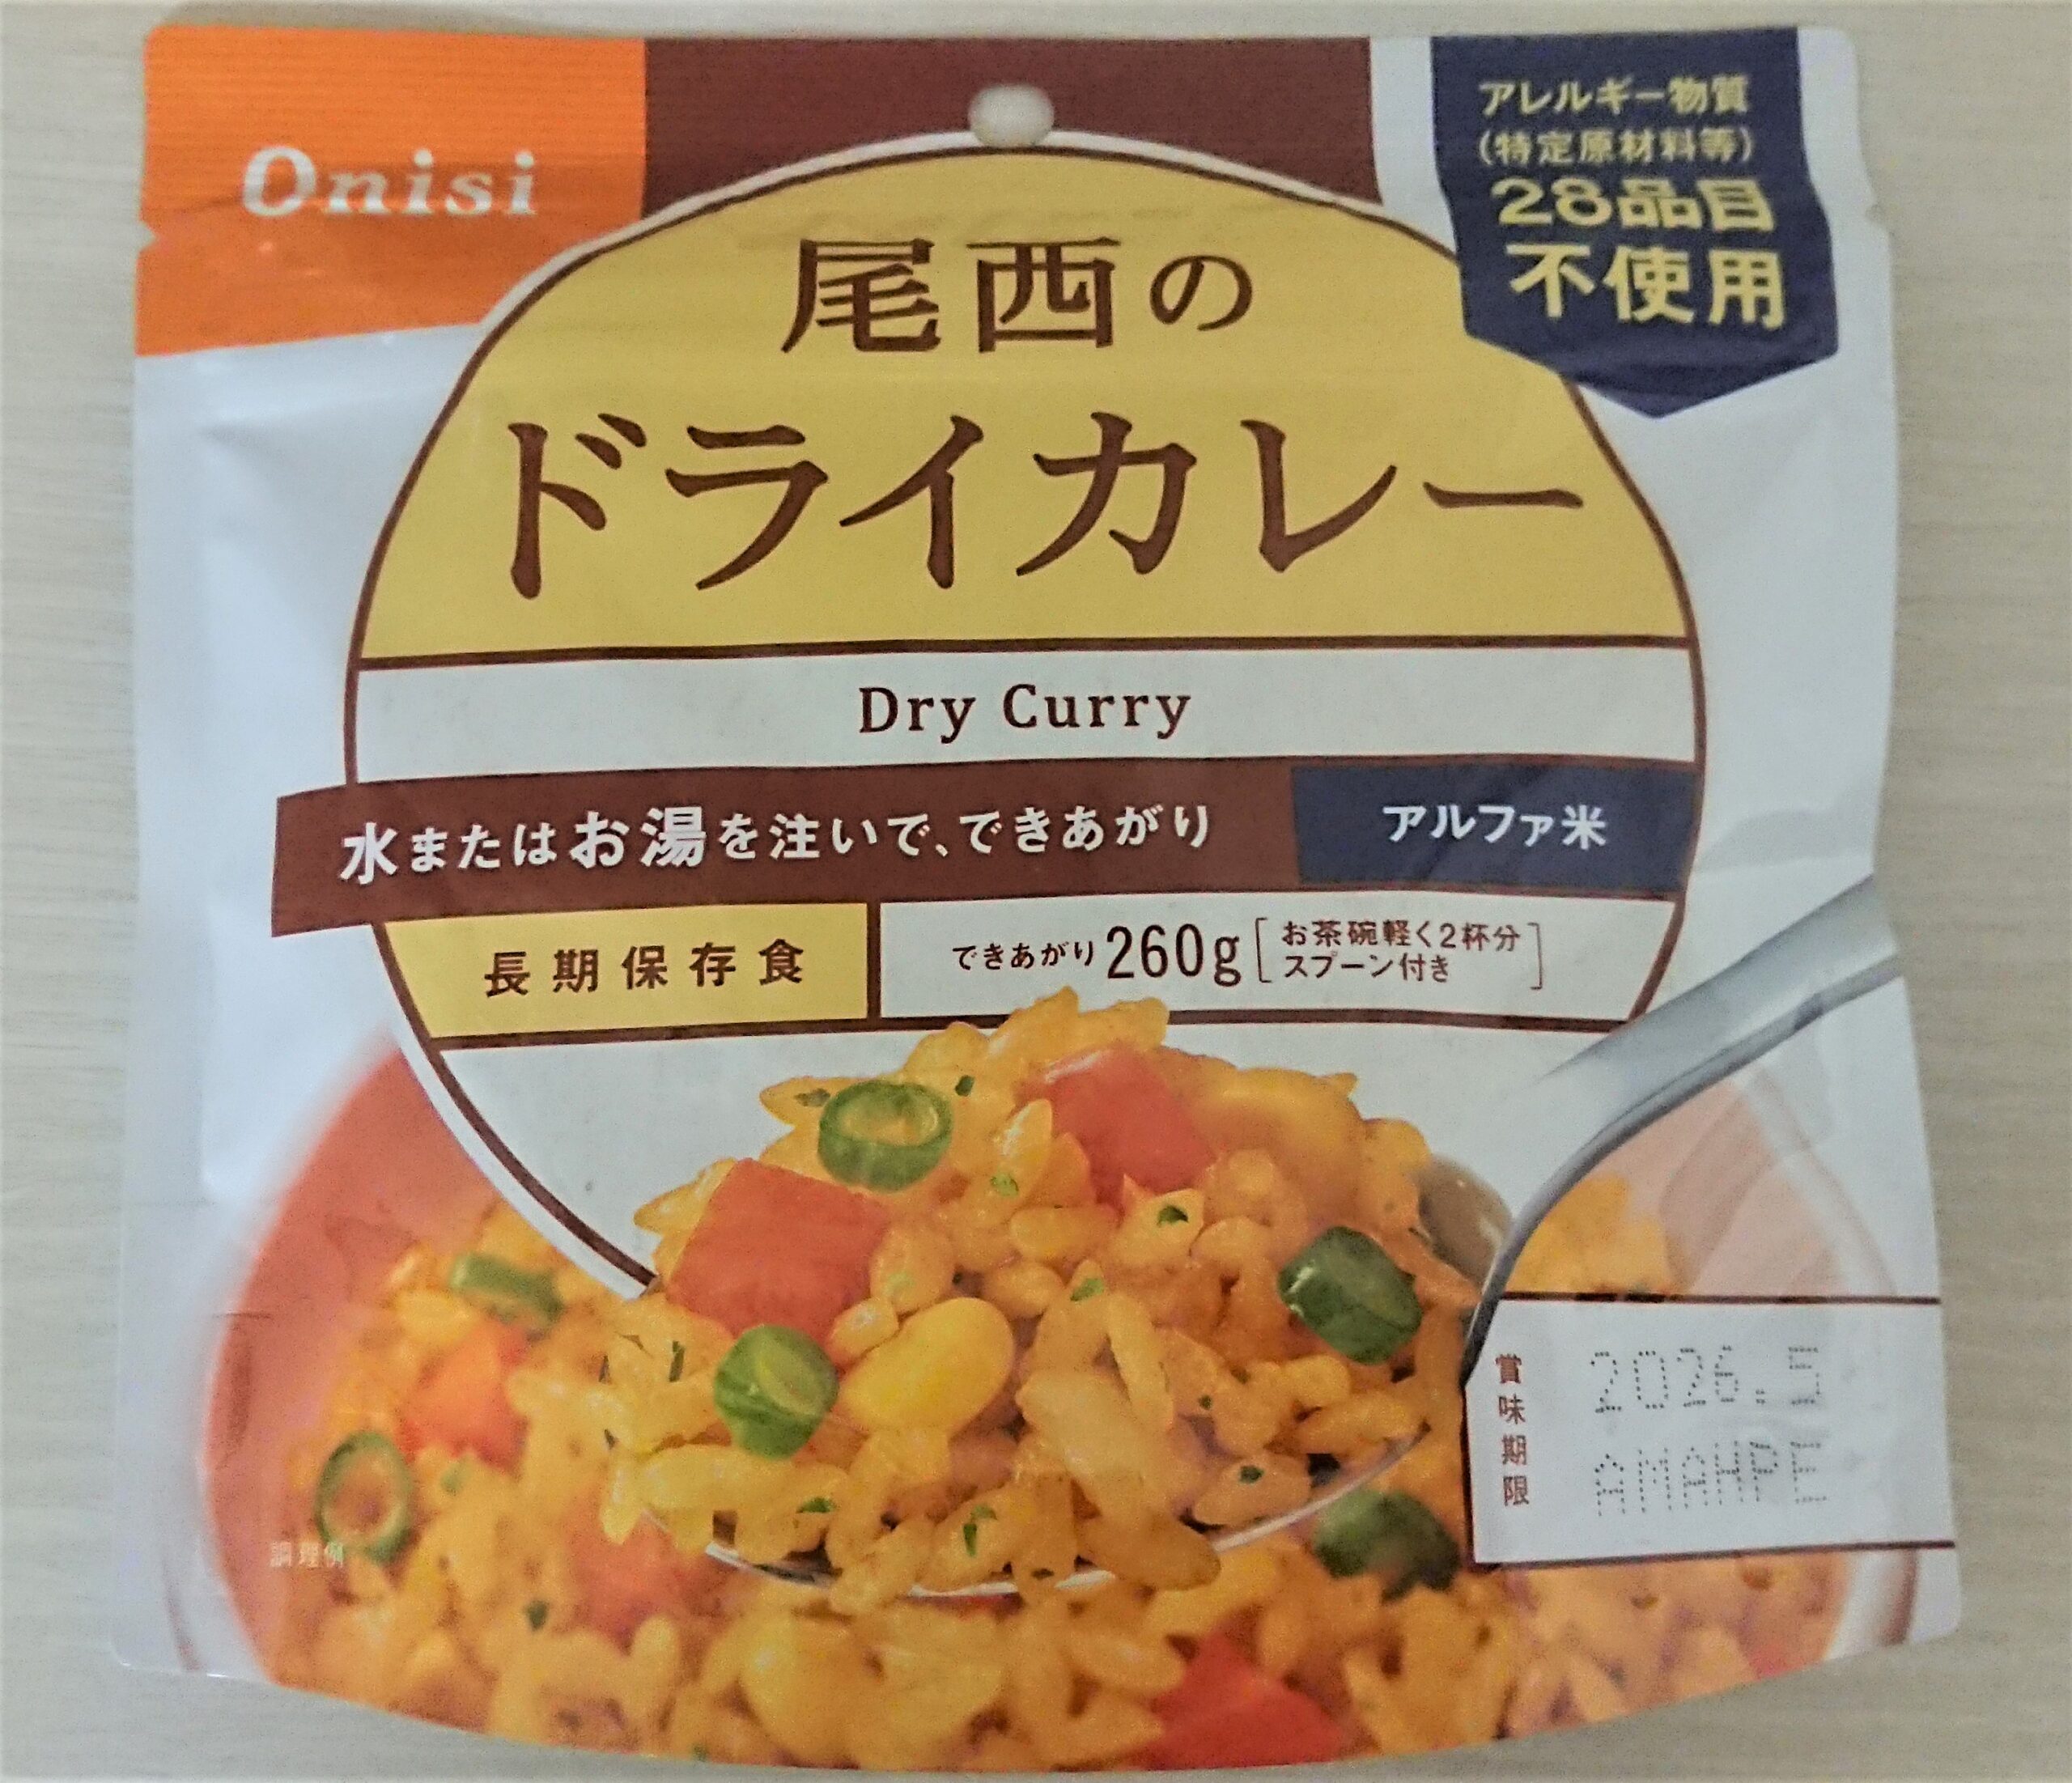 Onisi
アレルギー物質
(特定原材料等)
28品目
不使用
尾西の
ドライカレー
Dry Curry
水またはお湯を注いで、できあがり
アルファ米
長期保存食
できあがり260g[お茶碗軽く2杯分
スプーン付き]
賞味期限
2026.5
AMAHPE
調理例